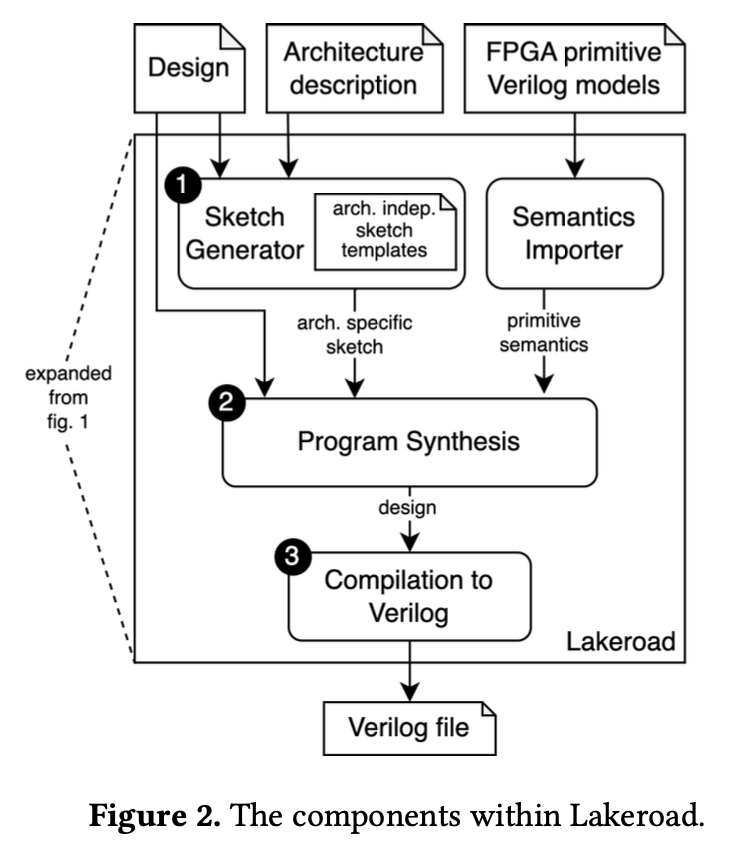 Design
Architecture
description
FPGA primitive
Verilog models
1
Sketch
Generator
arch. indep.
sketch
templates
Semantics
Importer
arch. specific
sketch
primitive
semantics
expanded
from
fig. 1
2
Program Synthesis
design
3
Compilation to
Verilog
Lakeroad
Verilog file
Figure 2. The components within Lakeroad.